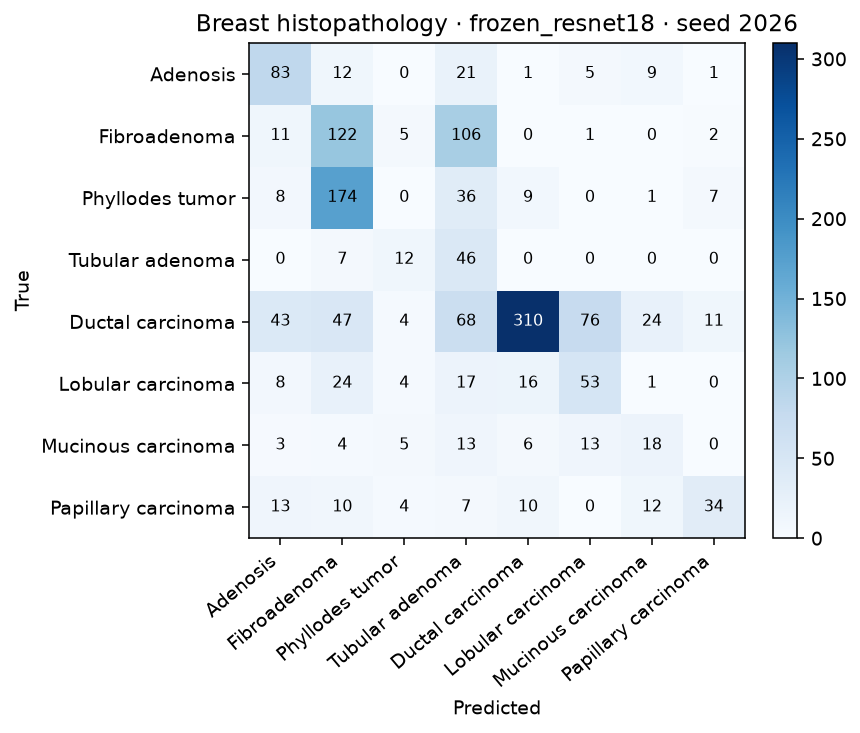 Breast histopathology · frozen_resnet18 · seed 2026
True
Adenosis 83 12 0 21 1 5 9 1
Fibroadenoma 11 122 5 106 0 1 0 2
Phyllodes tumor 8 174 0 36 9 0 1 7
Tubular adenoma 0 7 12 46 0 0 0 0
Ductal carcinoma 43 47 4 68 310 76 24 11
Lobular carcinoma 8 24 4 17 16 53 1 0
Mucinous carcinoma 3 4 5 13 6 13 18 0
Papillary carcinoma 13 10 4 7 10 0 12 34
Adenosis
Fibroadenoma
Phyllodes tumor
Tubular adenoma
Ductal carcinoma
Lobular carcinoma
Mucinous carcinoma
Papillary carcinoma
Predicted
300
250
200
150
100
50
0